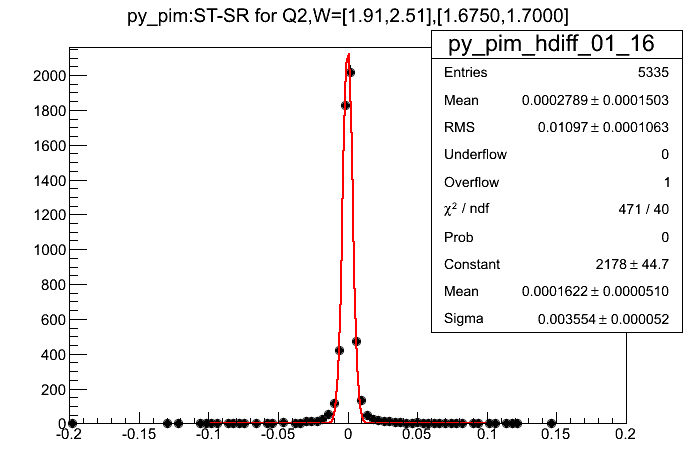 py_pim:ST-SR for Q2,W=[1.91,2.51],[1.6750,1.7000]
py_pim_hdiff_01_16
Entries 5335
Mean 0.0002789 ± 0.0001503
RMS 0.01097 ± 0.0001063
Underflow 0
Overflow 1
χ² / ndf 471 / 40
Prob 0
Constant 2178 ± 44.7
Mean 0.0001622 ± 0.0000510
Sigma 0.003554 ± 0.000052
2000
1800
1600
1400
1200
1000
800
600
400
200
0
-0.2 -0.15 -0.1 -0.05 0 0.05 0.1 0.15 0.2